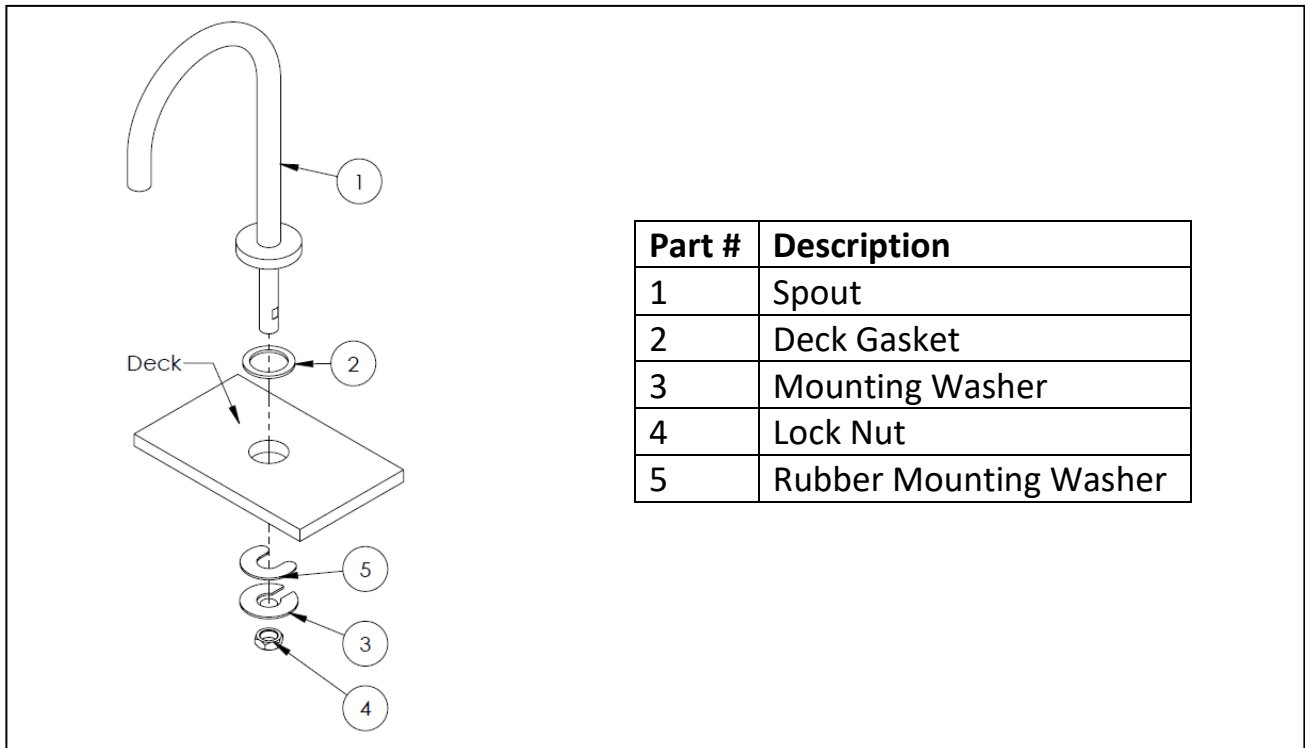 1
Deck
2
5
3
4
Part # Description
1 Spout
2 Deck Gasket
3 Mounting Washer
4 Lock Nut
5 Rubber Mounting Washer